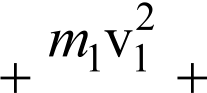 + m₁v₁² +